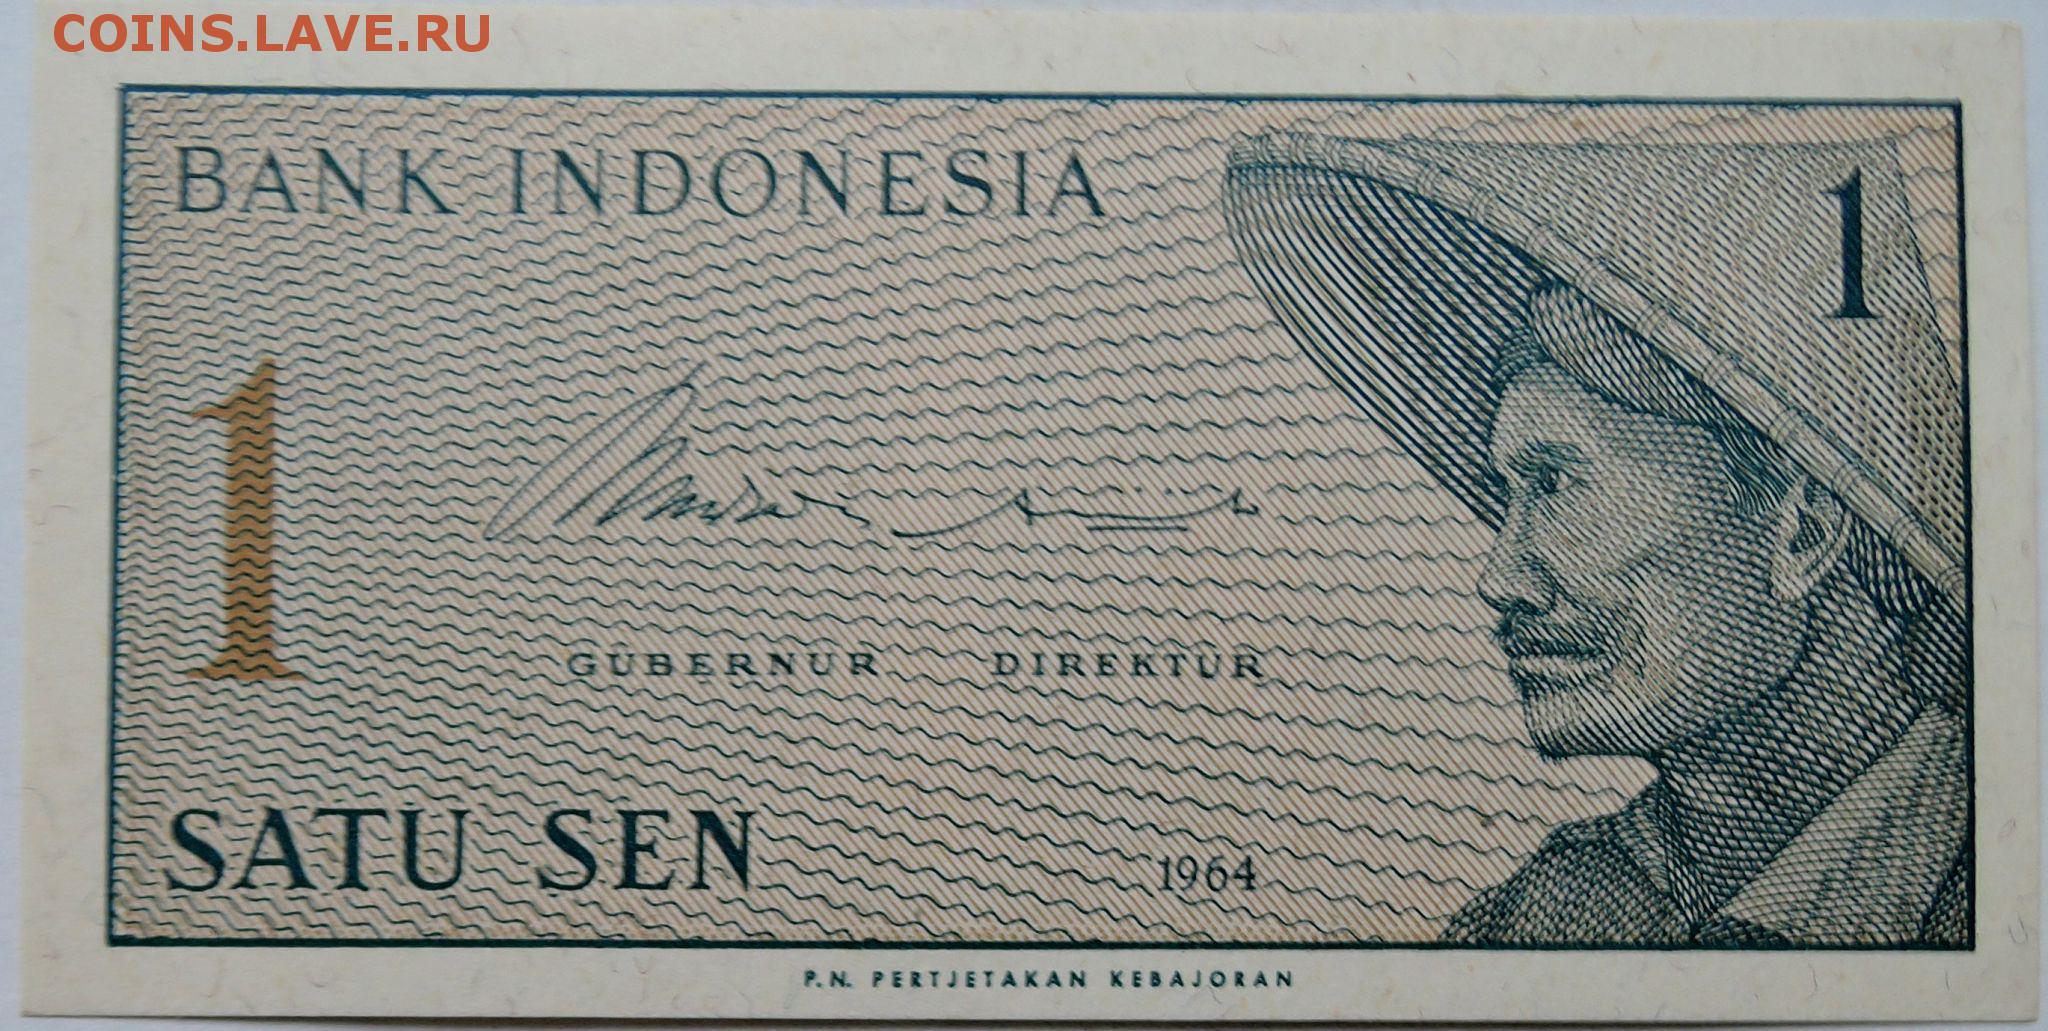 COINS.LAVE.RU
BANK INDONESIA
1
1
GUBERNUR DIREKTUR
SATU SEN
1964
P.N. PERTJETAKAN KEBAJORAN